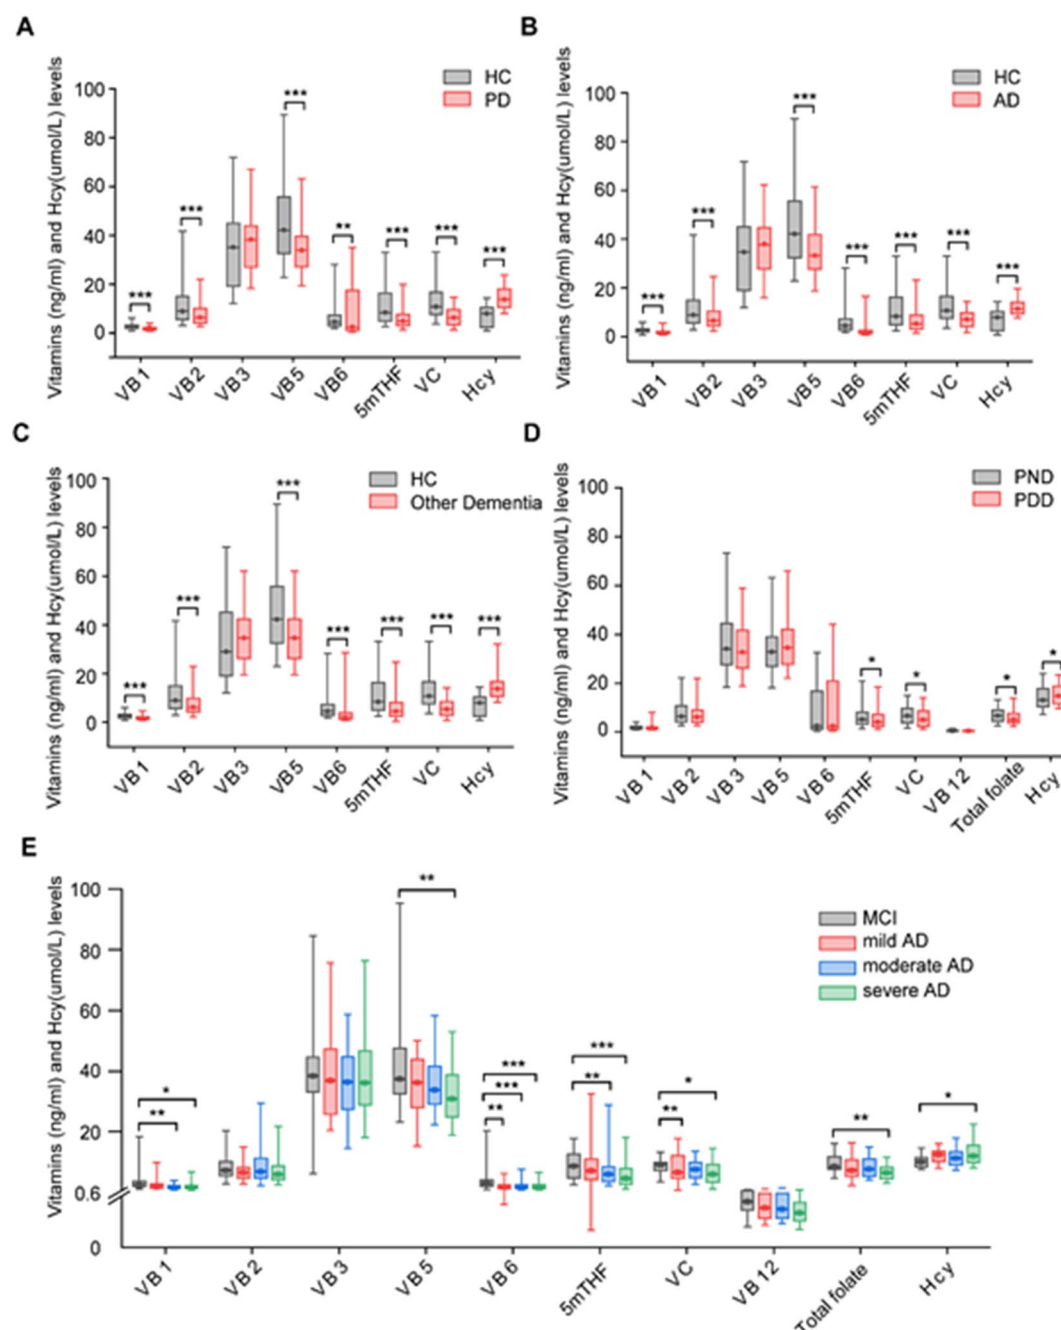 A
Vitamins (ng/ml) and Hcy(umol/L) levels
100
80
60
40
20
0
HC
PD
***
***
***
**
***
***
***
VB1
VB2
VB3
VB5
VB6
5mTHF
VC
Hcy
B
Vitamins (ng/ml) and Hcy(umol/L) levels
100
80
60
40
20
0
HC
AD
***
***
***
***
***
***
***
VB1
VB2
VB3
VB5
VB6
5mTHF
VC
Hcy
C
Vitamins (ng/ml) and Hcy(umol/L) levels
100
80
60
40
20
0
HC
Other Dementia
***
***
***
***
***
***
***
VB1
VB2
VB3
VB5
VB6
5mTHF
VC
Hcy
D
Vitamins (ng/ml) and Hcy(umol/L) levels
100
80
60
40
20
0
PND
PDD
*
*
*
*
VB1
VB2
VB3
VB5
VB6
5mTHF
VC
VB12
Total folate
Hcy
E
Vitamins (ng/ml) and Hcy(umol/L) levels
100
80
60
40
20
0.6
0
MCI
mild AD
moderate AD
severe AD
*
**
**
***
***
**
***
**
*
**
**
*
VB1
VB2
VB3
VB5
VB6
5mTHF
VC
VB12
Total folate
Hcy